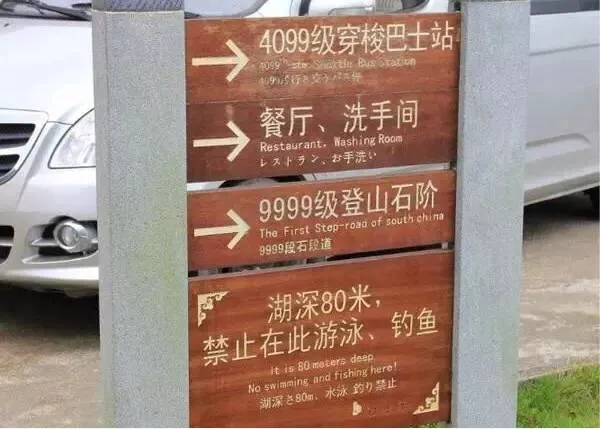 4099级穿梭巴士站
4099 Shuttle Bus Station
餐厅、洗手间
Restaurant, Washing Room
レストラン、お手洗い
9999级登山石阶
The First Step-road of south china
9999段石段道
湖深80米，
禁止在此游泳、钓鱼
It is 80 meters deep
No swimming and fishing here!
湖深さ80m、水泳 釣り禁止